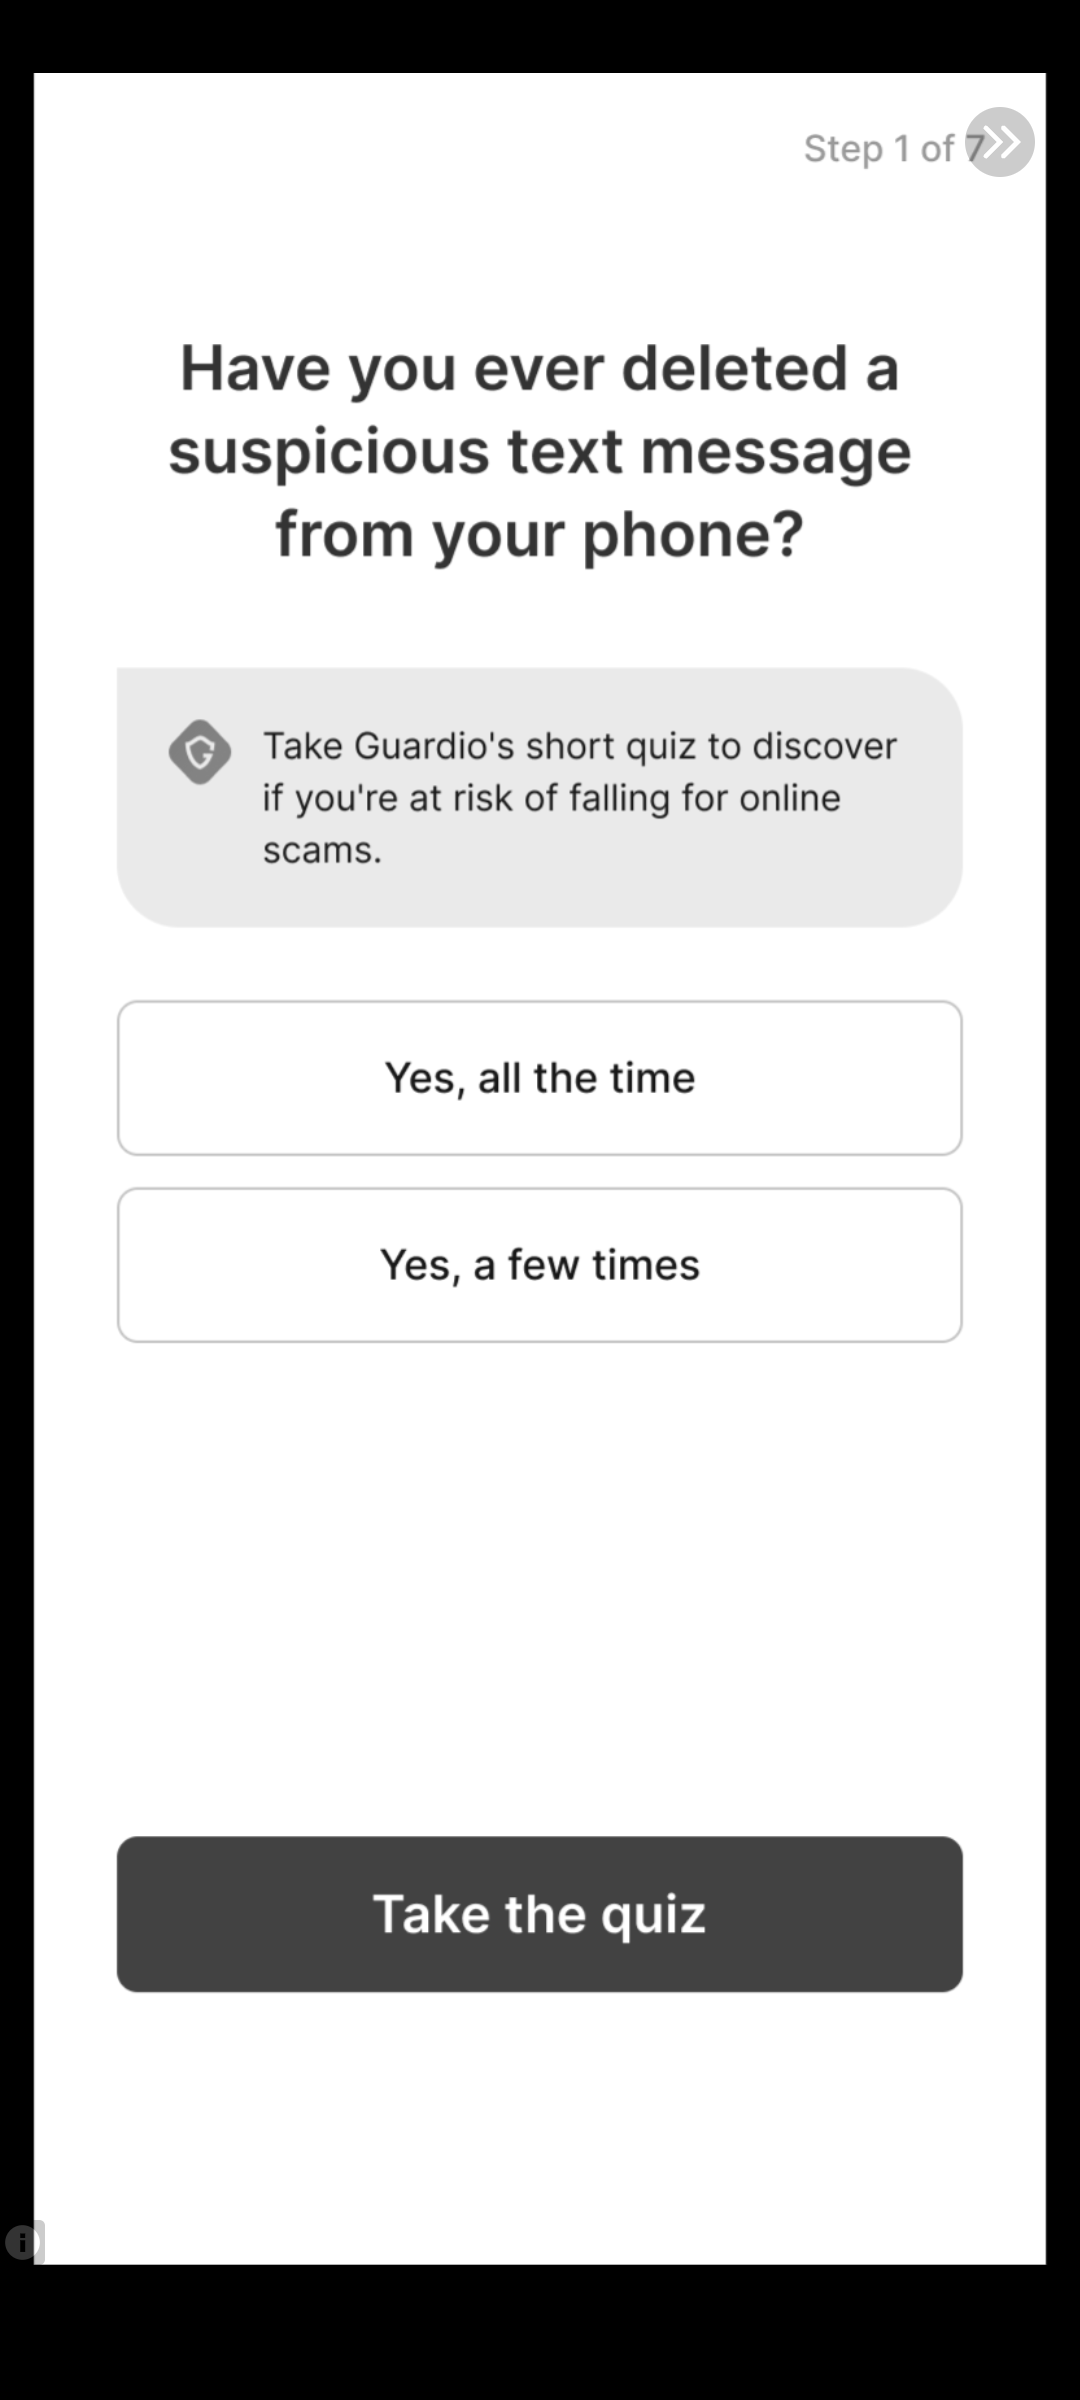 Step 1 of 7
Have you ever deleted a
suspicious text message
from your phone?
Take Guardio's short quiz to discover
if you're at risk of falling for online
scams.
Yes, all the time
Yes, a few times
Take the quiz